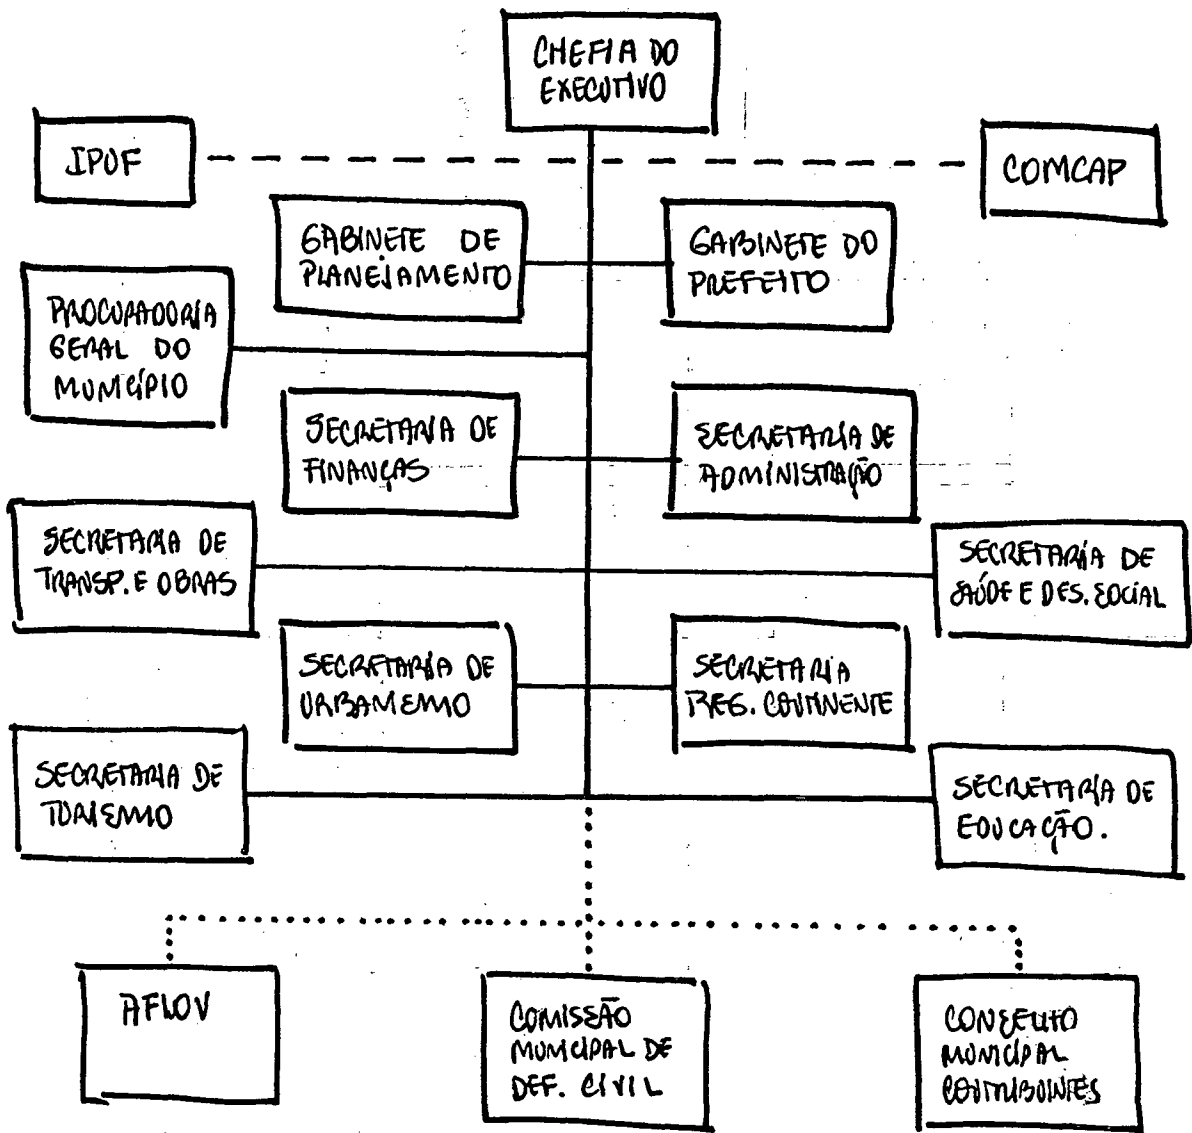 CHEFIA DO
EXECUTIVO
IPUF
COMCAP
GABINETE DE
PLANEJAMENTO
GABINETE DO
PREFEITO
PROCURADORIA
GERAL DO
MUNICÍPIO
SECRETARIA DE
FINANÇAS
SECRETARIA DE
ADMINISTRAÇÃO
SECRETARIA DE
TRANSP. E OBRAS
SECRETARIA DE
SAÚDE E DES. SOCIAL
SECRETARIA DE
URBANISMO
SECRETARIA
REG. CONTINENTE
SECRETARIA DE
TURISMO
SECRETARIA DE
EDUCAÇÃO.
AFLOV
COMISSÃO
MUNICIPAL DE
DEF. CIVIL
CONSELHO
MUNICIPAL
CONTRIBUINTES